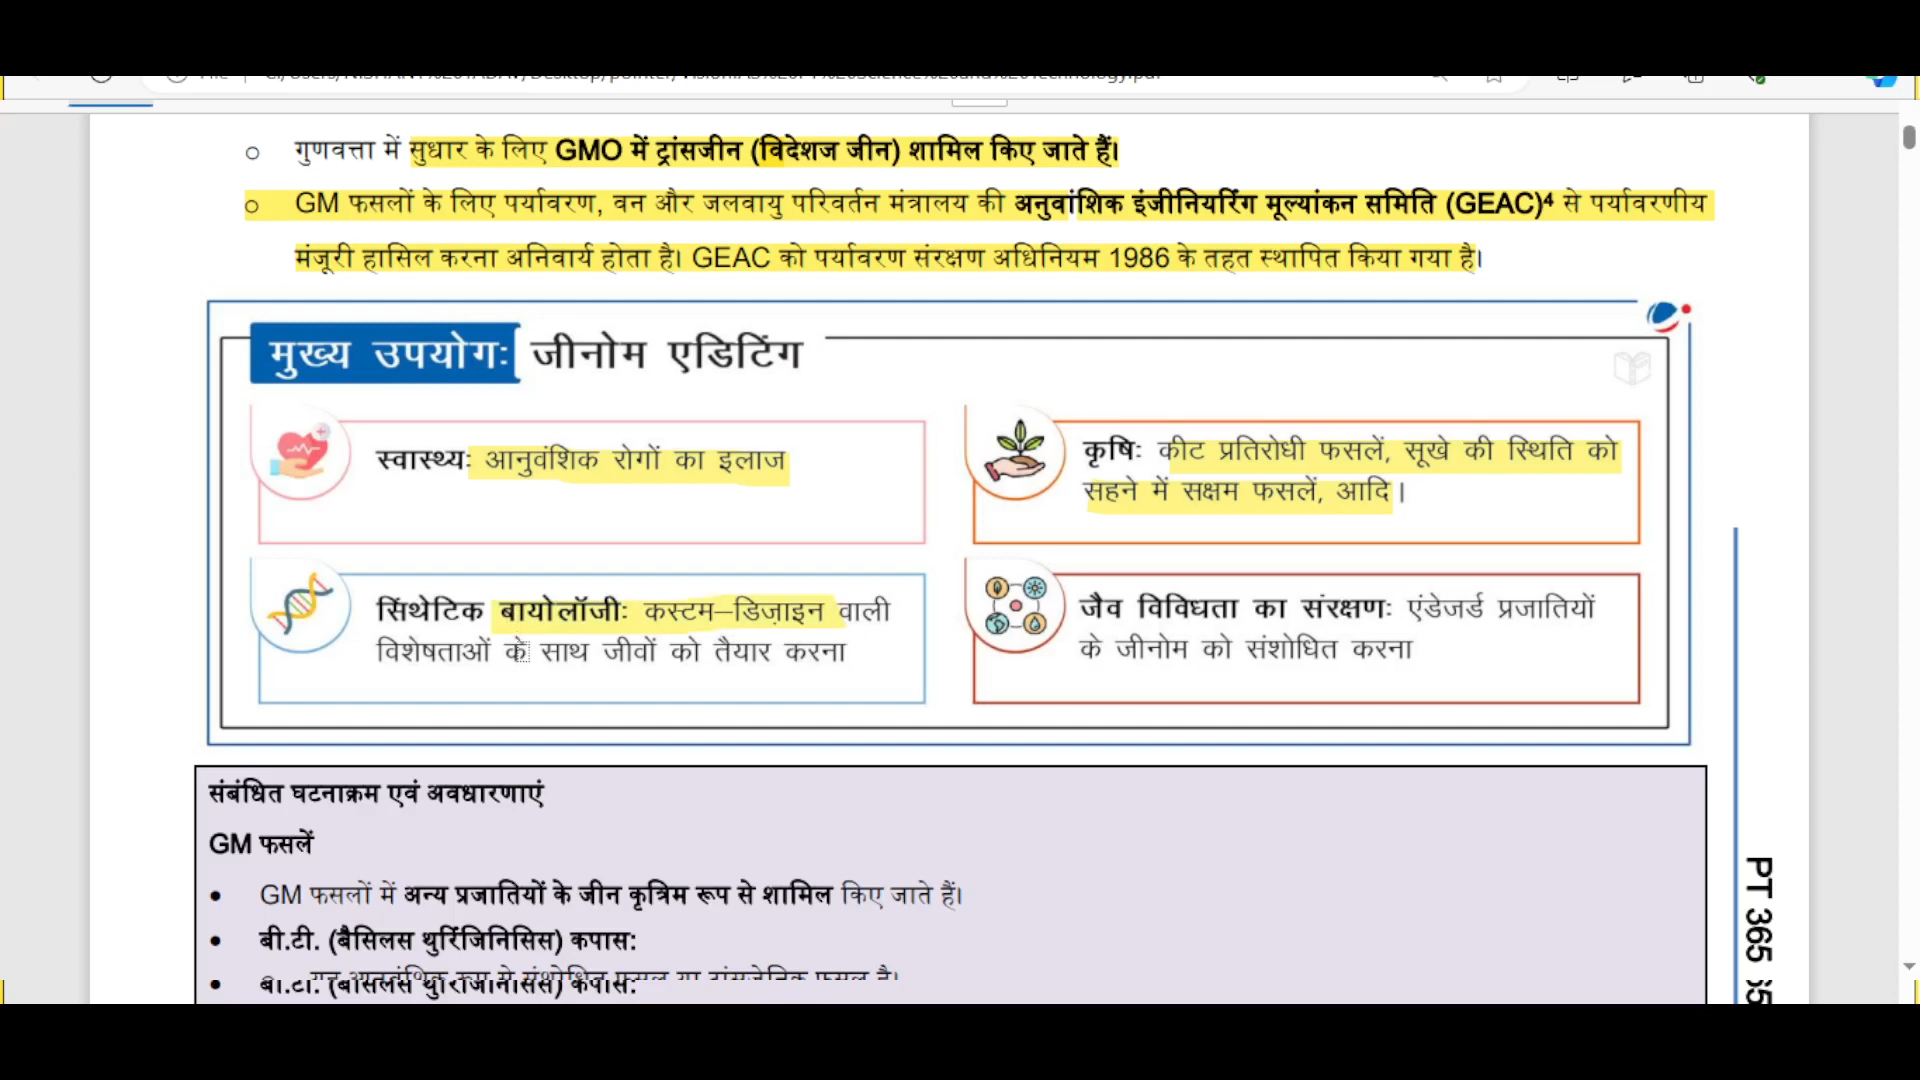 गुणवत्ता में सुधार के लिए GMO में ट्रांसजीन (विदेशज जीन) शामिल किए जाते हैं।
GM फसलों के लिए पर्यावरण, वन और जलवायु परिवर्तन मंत्रालय की अनुवांशिक इंजीनियरिंग मूल्यांकन समिति (GEAC)4 से पर्यावरणीय
मंजूरी हासिल करना अनिवार्य होता है। GEAC को पर्यावरण संरक्षण अधिनियम 1986 के तहत स्थापित किया गया है।
मुख्य उपयोगः जीनोम एडिटिंग
स्वास्थ्यः आनुवंशिक रोगों का इलाज
कृषिः कीट प्रतिरोधी फसलें, सूखे की स्थिति को
सहने में सक्षम फसलें, आदि।
सिंथेटिक बायोलॉजीः कस्टम–डिज़ाइन वाली
विशेषताओं के साथ जीवों को तैयार करना
जैव विविधता का संरक्षणः एंडेजर्ड प्रजातियों
के जीनोम को संशोधित करना
संबंधित घटनाक्रम एवं अवधारणाएं
GM फसलें
GM फसलों में अन्य प्रजातियों के जीन कृत्रिम रूप से शामिल किए जाते हैं।
बी.टी. (बैसिलस थुरिंजिनिसिस) कपास:
PT 365